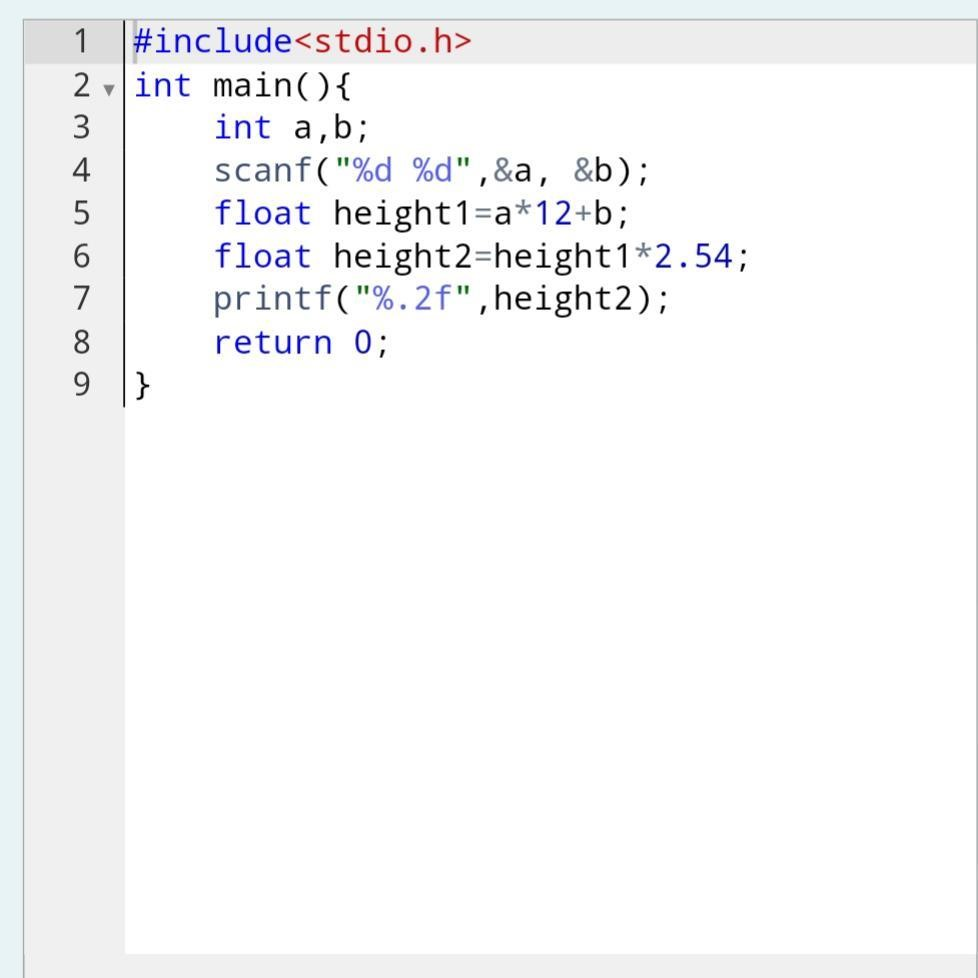 1 #include<stdio.h>
2 int main(){
3 int a,b;
4 scanf("%d %d",&a, &b);
5 float height1=a*12+b;
6 float height2=height1*2.54;
7 printf("%.2f",height2);
8 return 0;
9 }